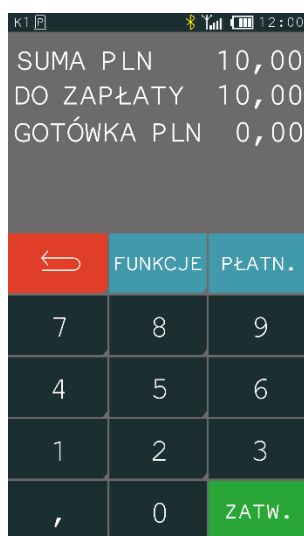 K1 P 12:00
SUMA PLN 10,00
DO ZAPŁATY 10,00
GOTÓWKA PLN 0,00
FUNKCJE PŁATN.
7 8 9
4 5 6
1 2 3
, 0 ZATW.